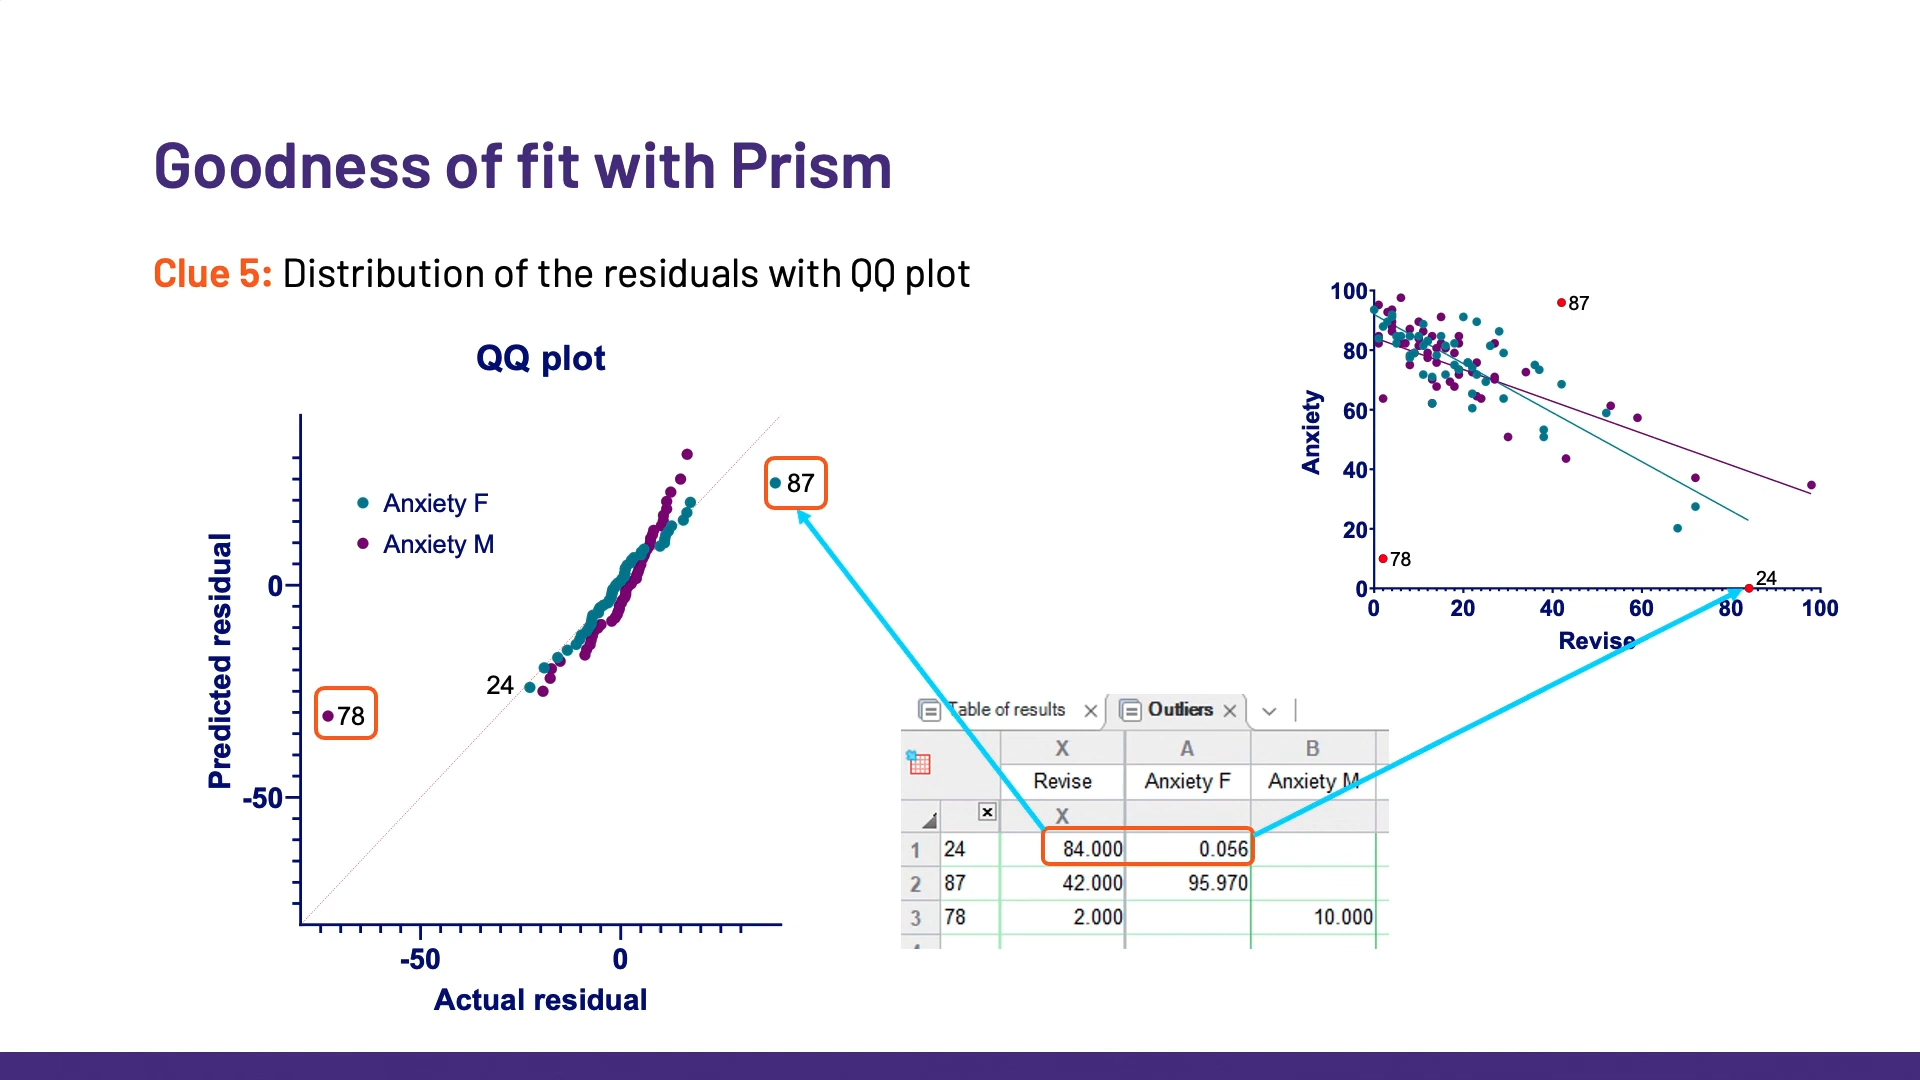 Goodness of fit with Prism
Clue 5: Distribution of the residuals with QQ plot
QQ plot
Anxiety F
Anxiety M
87
24
78
0
-50
-50
0
Predicted residual
Actual residual
100
80
60
40
20
0
0
20
40
60
80
100
Anxiety
Revise
87
78
24
Table of results
Outliers
X
A
B
Revise
Anxiety F
Anxiety M
X
1 24 84.000 0.056
2 87 42.000 95.970
3 78 2.000 10.000